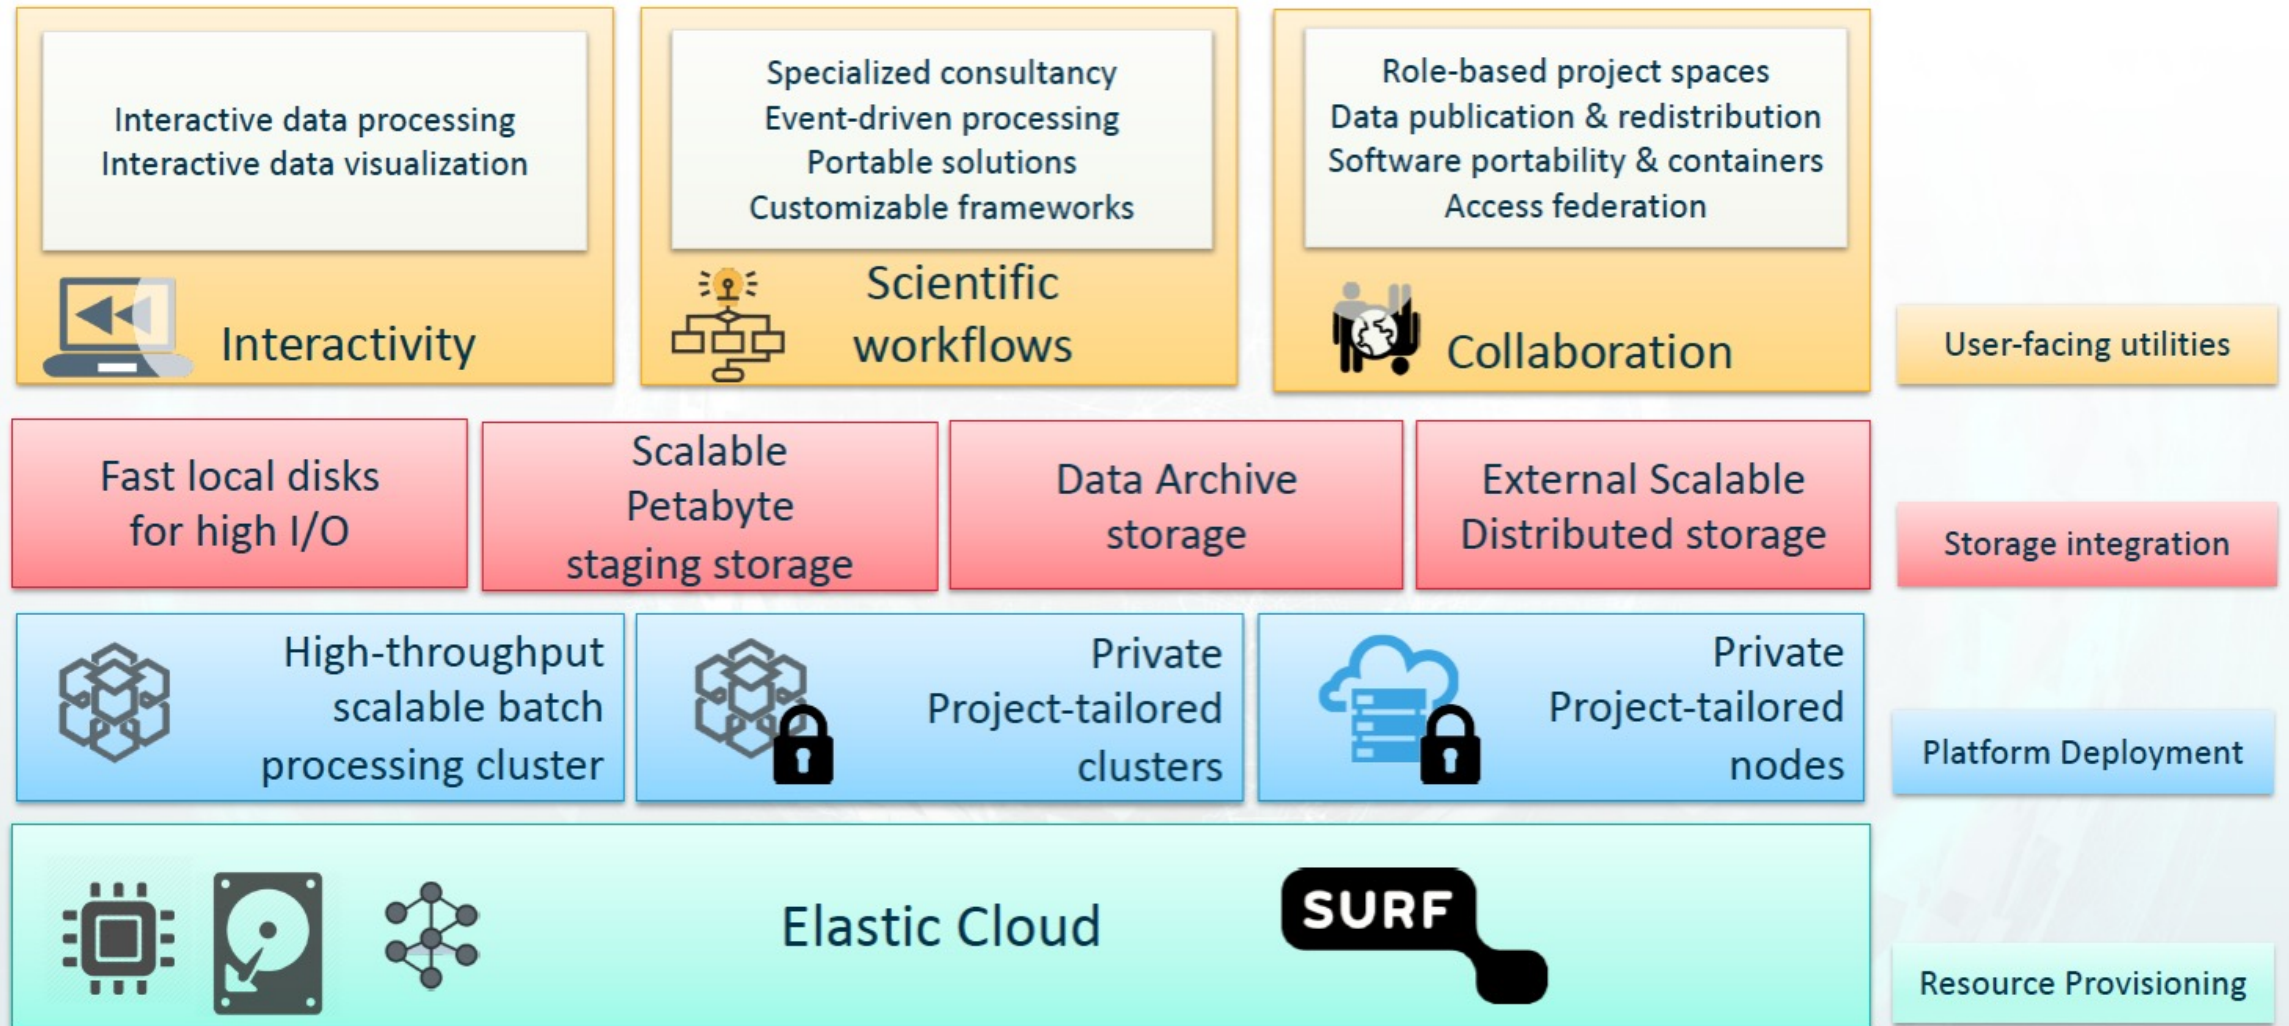 Interactive data processing
Interactive data visualization
Interactivity
Specialized consultancy
Event-driven processing
Portable solutions
Customizable frameworks
Scientific
workflows
Role-based project spaces
Data publication & redistribution
Software portability & containers
Access federation
Collaboration
User-facing utilities
Fast local disks
for high I/O
Scalable
Petabyte
staging storage
Data Archive
storage
External Scalable
Distributed storage
Storage integration
High-throughput
scalable batch
processing cluster
Private
Project-tailored
clusters
Private
Project-tailored
nodes
Platform Deployment
Elastic Cloud
SURF
Resource Provisioning